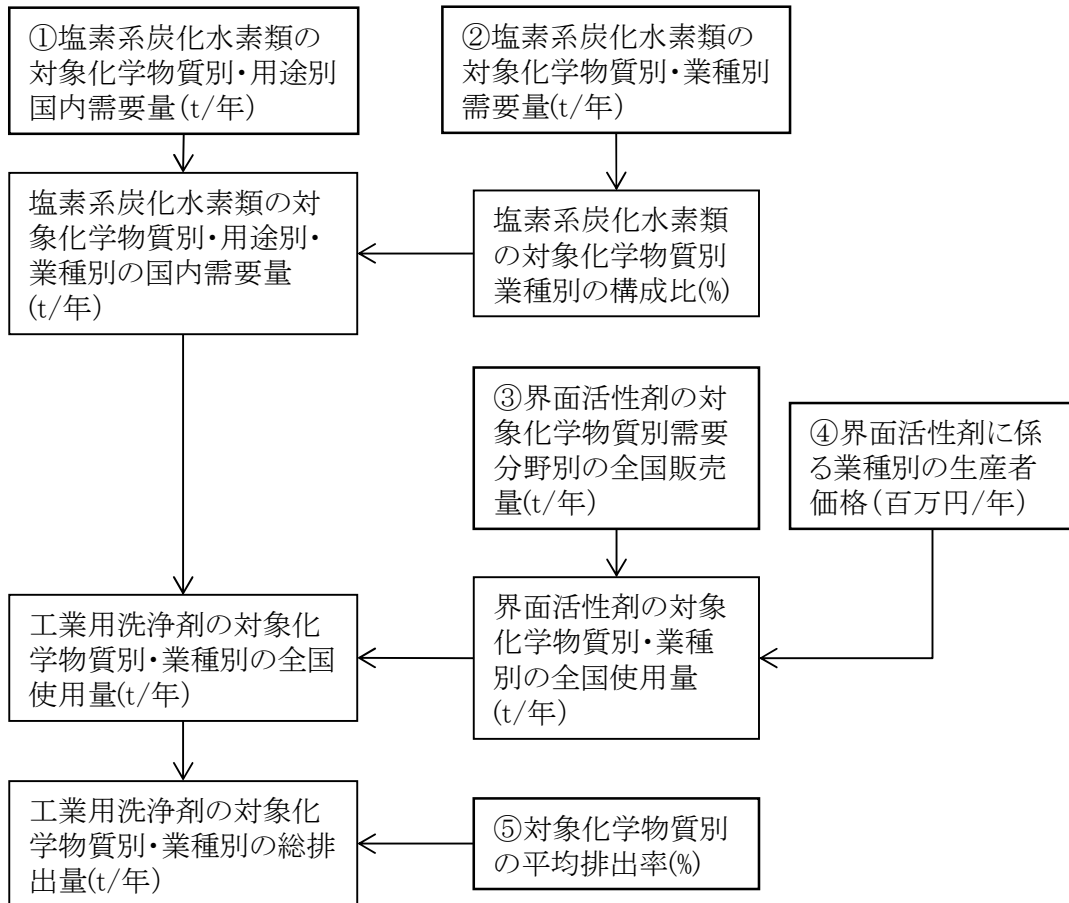 ①塩素系炭化水素類の
対象化学物質別・用途別
国内需要量(t/年)
②塩素系炭化水素類の
対象化学物質別・業種別
需要量(t/年)
塩素系炭化水素類の対
象化学物質別・用途別・
業種別の国内需要量
(t/年)
塩素系炭化水素類
の対象化学物質別
業種別の構成比(%)
③界面活性剤の対
象化学物質別需要
分野別の全国販売
量(t/年)
④界面活性剤に係
る業種別の生産者
価格(百万円/年)
工業用洗浄剤の対象化
学物質別・業種別の全国
使用量(t/年)
界面活性剤の対象
化学物質別・業種
別の全国使用量
(t/年)
工業用洗浄剤の対象化
学物質別・業種別の総排
出量(t/年)
⑤対象化学物質別
の平均排出率(%)